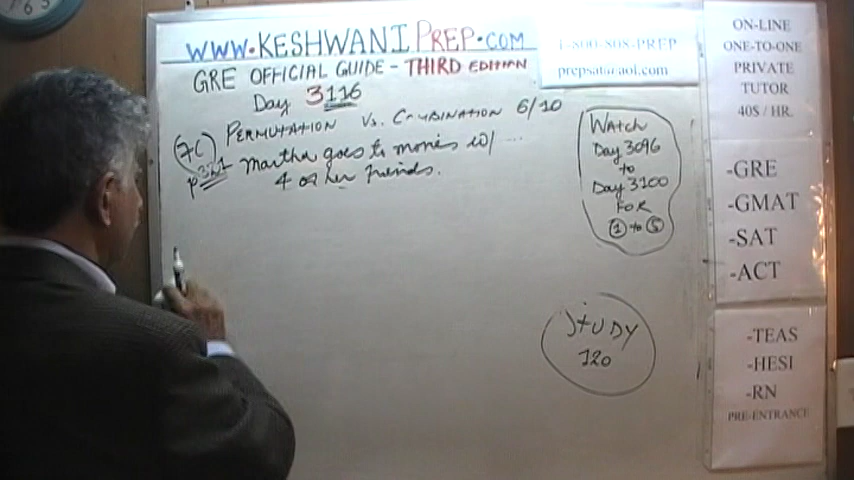 WWW.KESHWANIPREP.COM
GRE OFFICIAL GUIDE - THIRD EDITION
Day 3116
PERMUTATION Vs. COMBINATION 6/10
7C
p321 Martha goes to movies w/ ...
4 of her friends.
WATCH
Day 3096
to
Day 3100
FOR
1 to 5
STUDY
120
1-800-SOS-PREP
prepsat@aol.com
ON-LINE
ONE-TO-ONE
PRIVATE
TUTOR
40$ / HR.
-GRE
-GMAT
-SAT
-ACT
-TEAS
-HESI
-RN
PRE-ENTRANCE